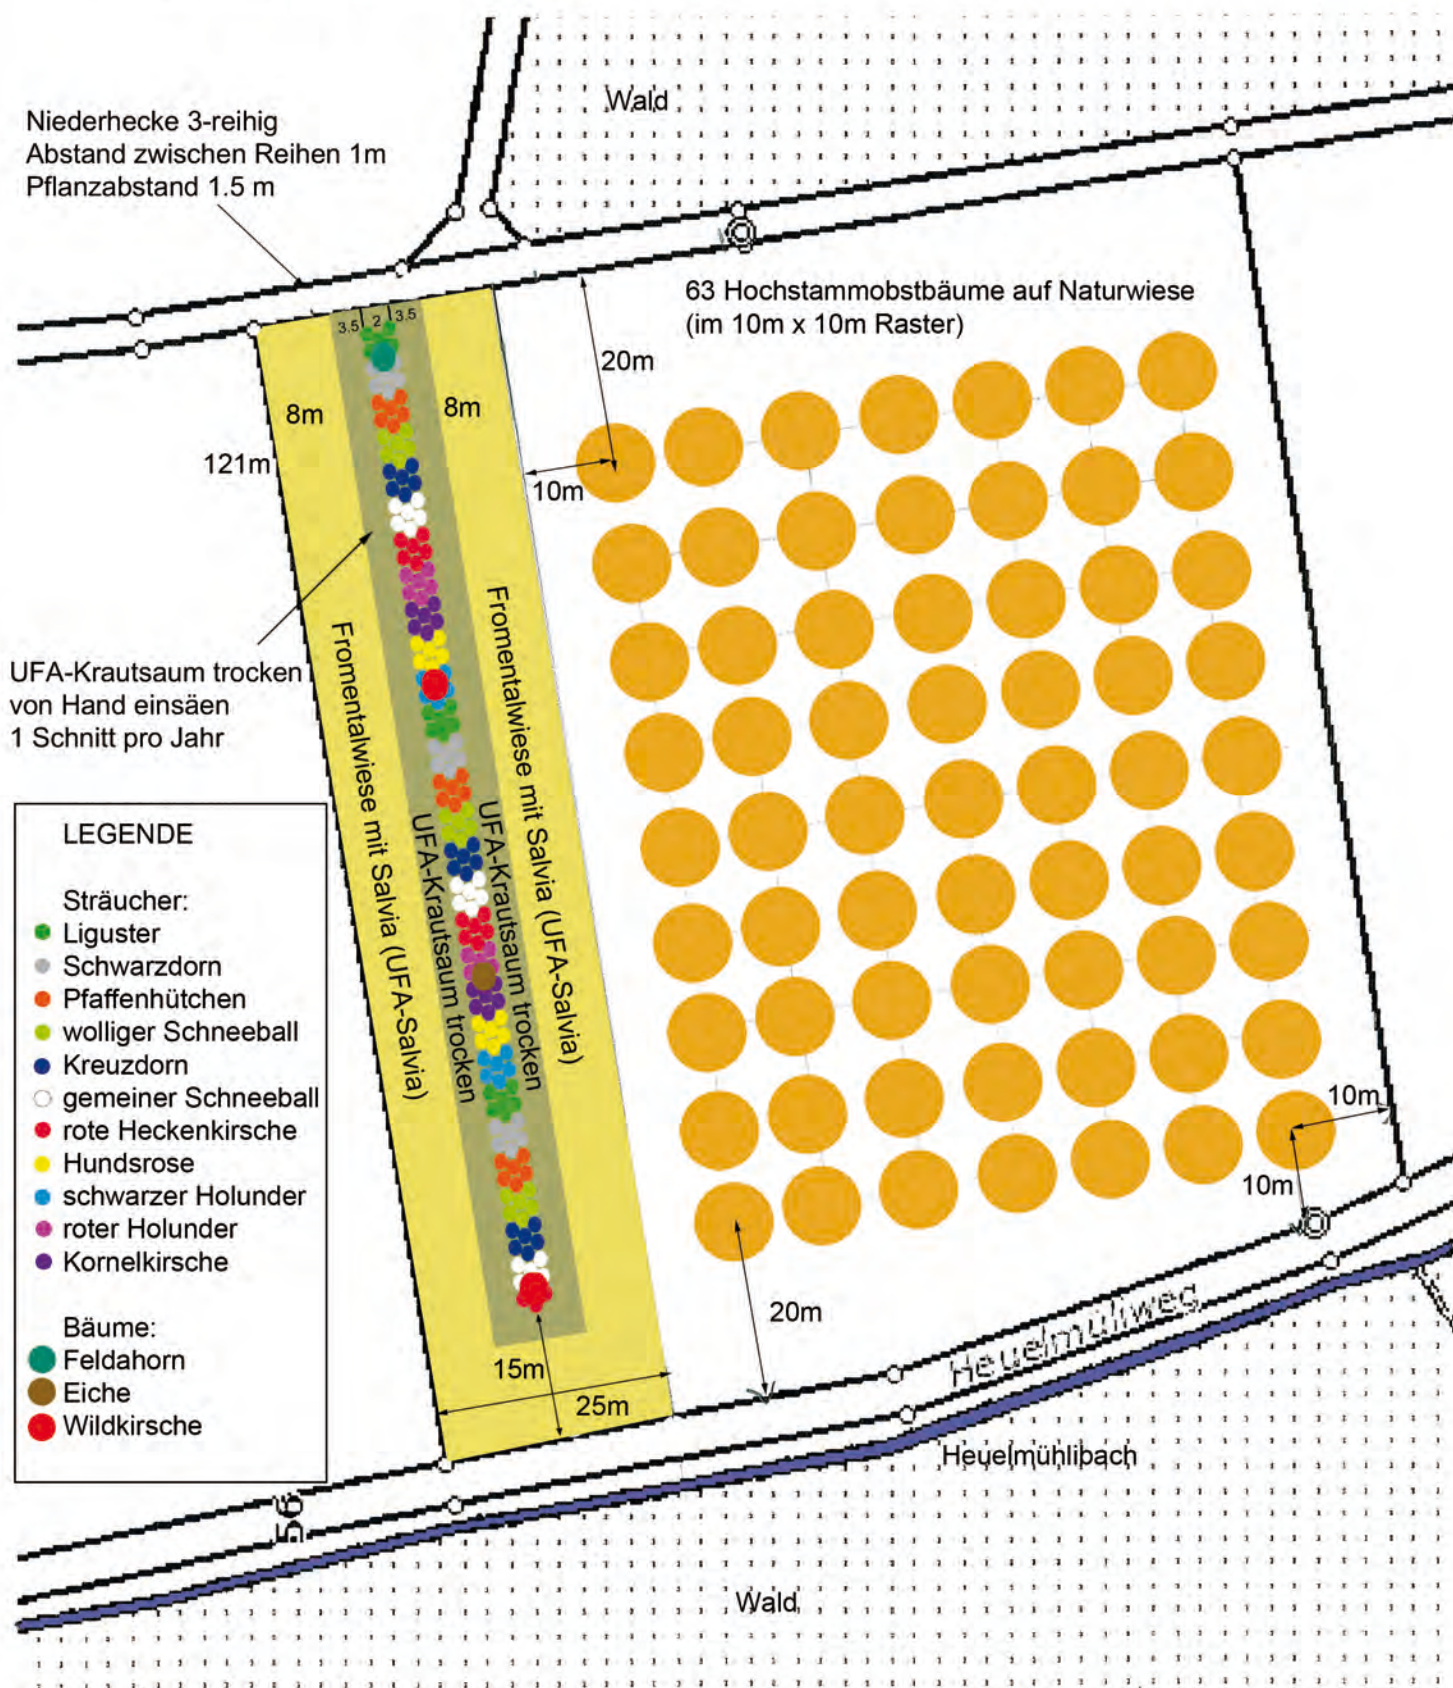 Wald
Niederhecke 3-reihig
Abstand zwischen Reihen 1m
Pflanzabstand 1.5 m
63 Hochstammobstbäume auf Naturwiese
(im 10m x 10m Raster)
3.5 2 3.5
20m
8m
8m
121m
10m
Fromentalwiese mit Salvia (UFA-Salvia)
Fromentalwiese mit Salvia (UFA-Salvia)
UFA-Krautsaum trocken
von Hand einsäen
1 Schnitt pro Jahr
UFA-Krautsaum trocken
UFA-Krautsaum trocken
LEGENDE
Sträucher:
Liguster
Schwarzdorn
Pfaffenhütchen
wolliger Schneeball
Kreuzdorn
gemeiner Schneeball
rote Heckenkirsche
Hundsrose
schwarzer Holunder
roter Holunder
Kornelkirsche
Bäume:
Feldahorn
Eiche
Wildkirsche
10m
10m
20m
15m
25m
Heuelmüliweg
Heuelmühlibach
56
Wald